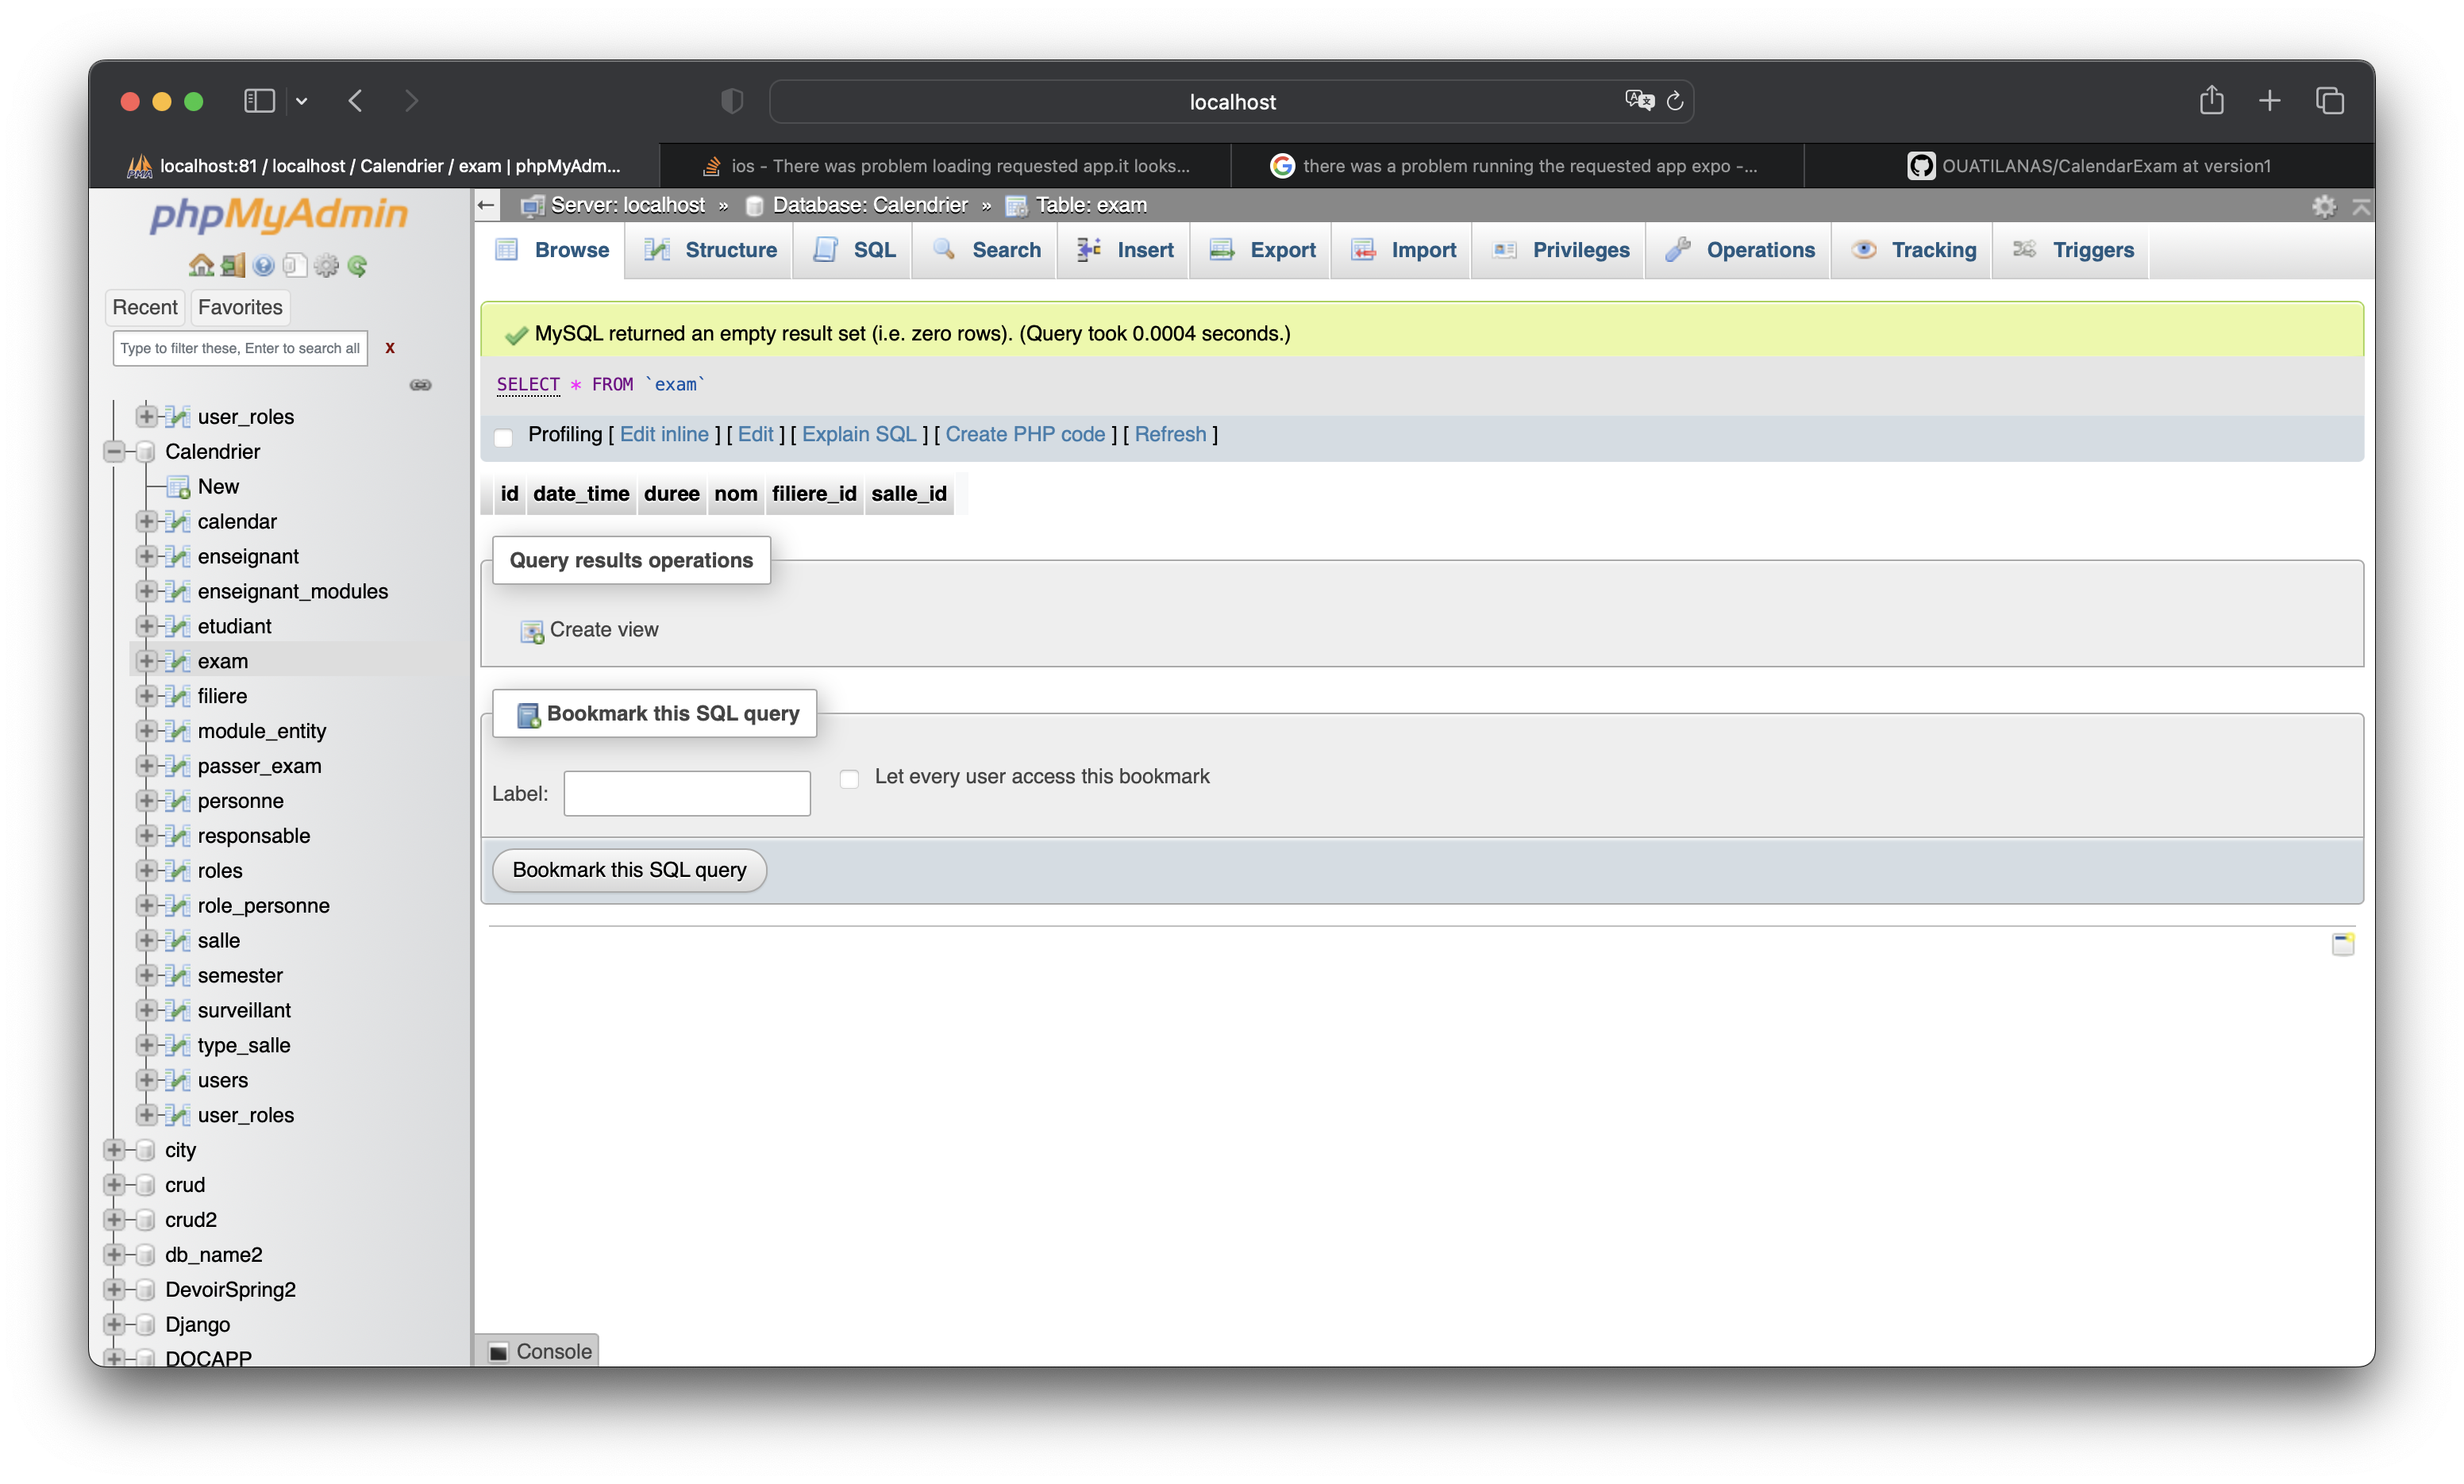 localhost
localhost:81 / localhost / Calendrier / exam | phpMyAdm...
ios - There was problem loading requested app.it looks...
there was a problem running the requested app expo -...
OUATILANAS/CalendarExam at version1
phpMyAdmin
Recent
Favorites
Type to filter these, Enter to search all
X
user_roles
Calendrier
New
calendar
enseignant
enseignant_modules
etudiant
exam
filiere
module_entity
passer_exam
personne
responsable
roles
role_personne
salle
semester
surveillant
type_salle
users
user_roles
city
crud
crud2
db_name2
DevoirSpring2
Django
DOCAPP
Server: localhost » Database: Calendrier » Table: exam
Browse Structure SQL Search Insert Export Import Privileges Operations Tracking Triggers
MySQL returned an empty result set (i.e. zero rows). (Query took 0.0004 seconds.)
SELECT * FROM `exam`
Profiling [ Edit inline ] [ Edit ] [ Explain SQL ] [ Create PHP code ] [ Refresh ]
id date_time duree nom filiere_id salle_id
Query results operations
Create view
Bookmark this SQL query
Label:
Let every user access this bookmark
Bookmark this SQL query
Console